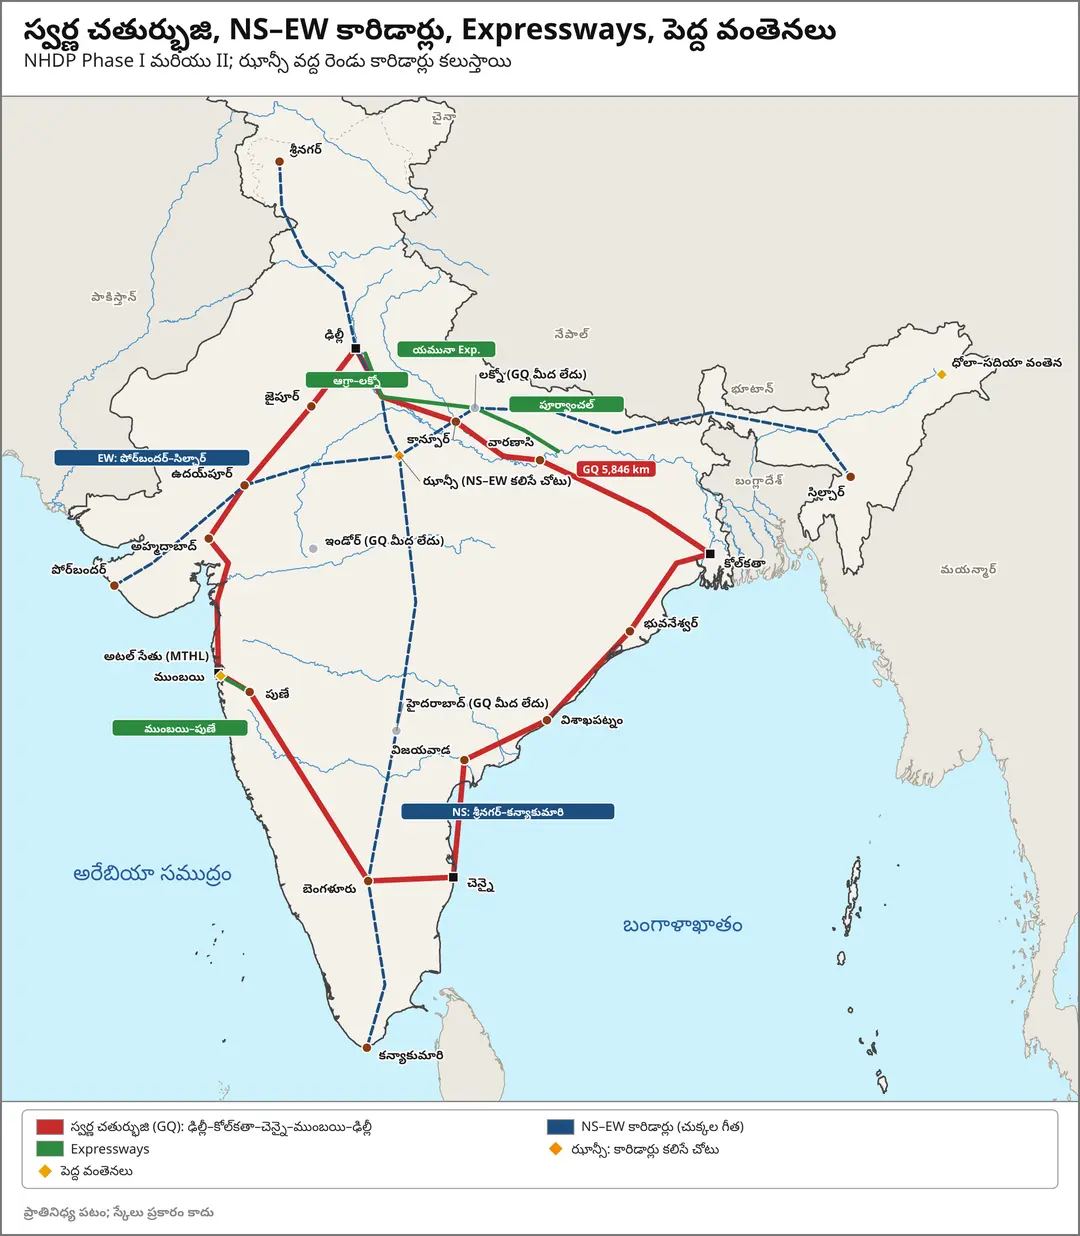 స్వర్ణ చతుర్భుజి, NS–EW కారిడార్లు, Expressways, పెద్ద వంతెనలు
NHDP Phase I మరియు II; ఝాన్సీ వద్ద రెండు కారిడార్లు కలుస్తాయి
చైనా
శ్రీనగర్
పాకిస్తాన్
ఢిల్లీ
యమునా Exp.
నేపాల్
ధోలా–సదియా వంతెన
ఆగ్రా–లక్నో
లక్నో (GQ మీద లేదు)
భూటాన్
జైపూర్
పూర్వాంచల్
కాన్పూర్
వారణాసి
EW: పోర్‌బందర్–సిల్చార్
ఉదయ్‌పూర్
GQ 5,846 km
ఝాన్సీ (NS–EW కలిసే చోటు)
బంగ్లాదేశ్
సిల్చార్
అహ్మదాబాద్
ఇండోర్ (GQ మీద లేదు)
పోర్‌బందర్
కోల్‌కతా
మయన్మార్
భువనేశ్వర్
అటల్ సేతు (MTHL)
ముంబయి
పుణే
హైదరాబాద్ (GQ మీద లేదు)
విశాఖపట్నం
ముంబయి–పుణే
విజయవాడ
NS: శ్రీనగర్–కన్యాకుమారి
అరేబియా సముద్రం
బెంగళూరు
చెన్నై
బంగాళాఖాతం
కన్యాకుమారి
స్వర్ణ చతుర్భుజి (GQ): ఢిల్లీ–కోల్‌కతా–చెన్నై–ముంబయి–ఢిల్లీ
NS–EW కారిడార్లు (చుక్కల గీత)
Expressways
ఝాన్సీ: కారిడార్లు కలిసే చోటు
పెద్ద వంతెనలు
ప్రాతినిధ్య పటం; స్కేలు ప్రకారం కాదు